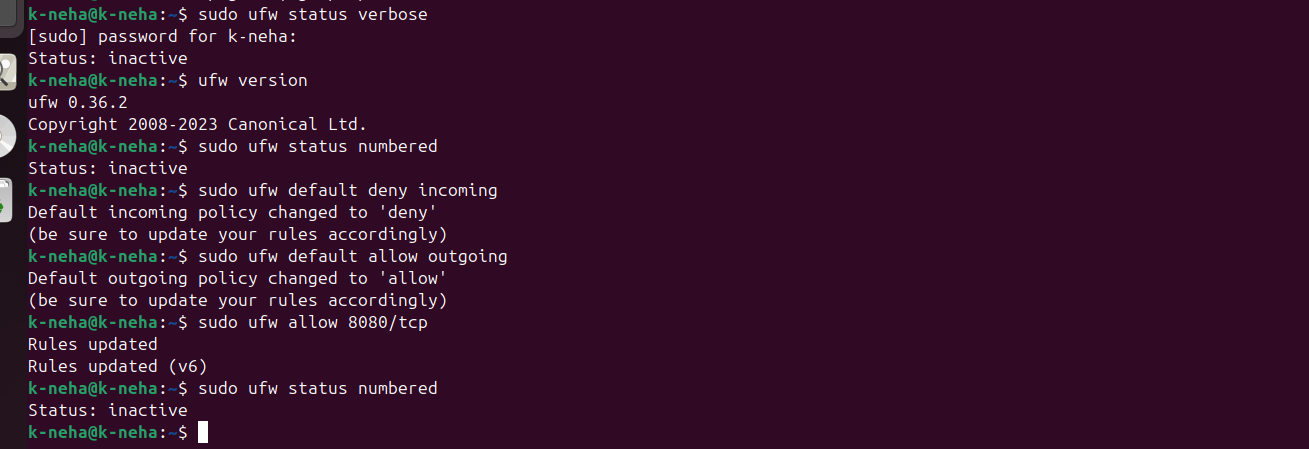 k-neha@k-neha:~$ sudo ufw status verbose
[sudo] password for k-neha:
Status: inactive
k-neha@k-neha:~$ ufw version
ufw 0.36.2
Copyright 2008-2023 Canonical Ltd.
k-neha@k-neha:~$ sudo ufw status numbered
Status: inactive
k-neha@k-neha:~$ sudo ufw default deny incoming
Default incoming policy changed to 'deny'
(be sure to update your rules accordingly)
k-neha@k-neha:~$ sudo ufw default allow outgoing
Default outgoing policy changed to 'allow'
(be sure to update your rules accordingly)
k-neha@k-neha:~$ sudo ufw allow 8080/tcp
Rules updated
Rules updated (v6)
k-neha@k-neha:~$ sudo ufw status numbered
Status: inactive
k-neha@k-neha:~$